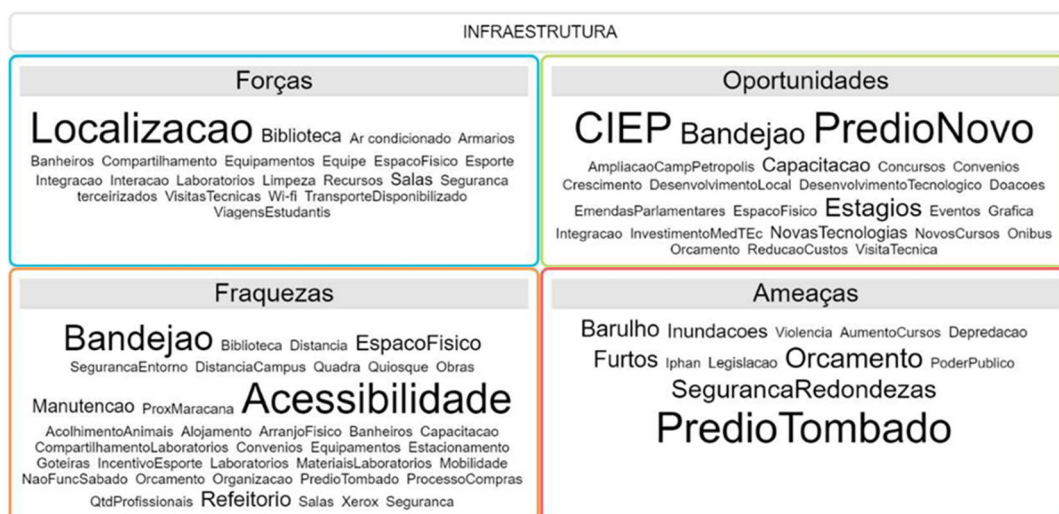 INFRAESTRUTURA
Forças
Localizacao Biblioteca Ar condicionado Armarios
Banheiros Compartilhamento Equipamentos Equipe EspacoFisico Esporte
Integracao Interacao Laboratorios Limpeza Recursos Salas Seguranca
terceirizados VisitasTecnicas Wi-fi TransporteDisponibilizado
ViagensEstudantis
Oportunidades
CIEP Bandejao PredioNovo
AmpliacaoCampPetropolis Capacitacao Concursos Convenios
Crescimento DesenvolvimentoLocal DesenvolvimentoTecnologico Doacoes
EmendasParlamentares EspacoFisico Estagios Eventos Grafica
Integracao InvestimentoMedTEc NovasTecnologias NovosCursos Onibus
Orcamento ReducaoCustos VisitaTecnica
Fraquezas
Bandejao Biblioteca Distancia EspacoFisico
SegurancaEntorno DistanciaCampus Quadra Quiosque Obras
Manutencao ProxMaracana Acessibilidade
AcolhimentoAnimais Alojamento ArranjoFisico Banheiros Capacitacao
CompartilhamentoLaboratorios Convenios Equipamentos Estacionamento
Goteiras IncentivoEsporte Laboratorios MateriaisLaboratorios Mobilidade
NaoFuncSabado Orcamento Organizacao PredioTombado ProcessoCompras
QtdProfissionais Refeitorio Salas Xerox Seguranca
Ameaças
Barulho Inundacoes Violencia AumentoCursos Depredacao
Furtos Iphan Legislacao Orcamento PoderPublico
SegurancaRedondezas
PredioTombado